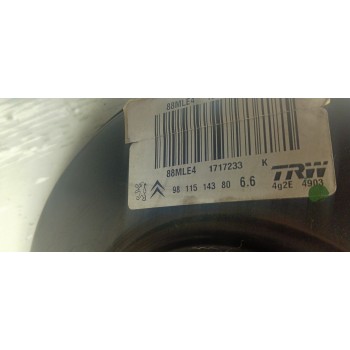 88MLE4
88MLE4 1717233 K
98 115 143 80 6.6 TRW
4g2E 4903